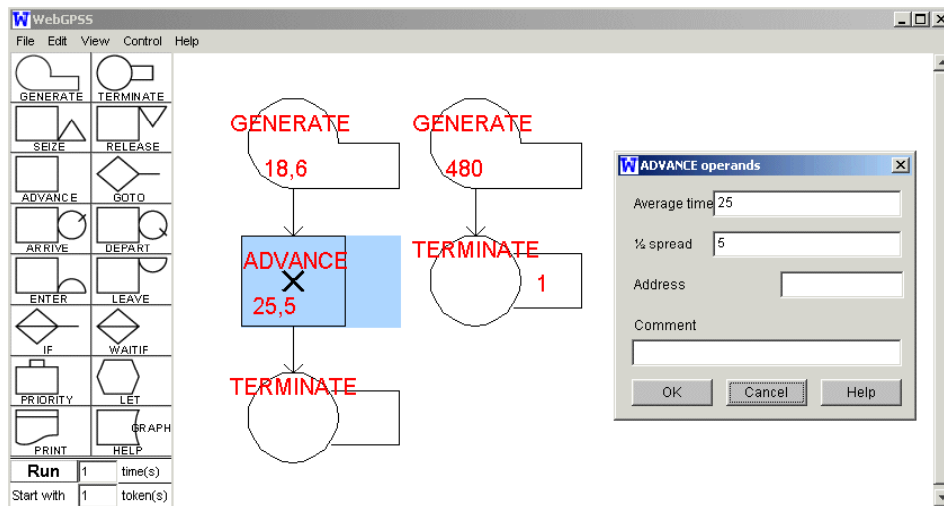 WebGPSS
File Edit View Control Help
GENERATE TERMINATE
SEIZE RELEASE
ADVANCE GOTO
ARRIVE DEPART
ENTER LEAVE
IF WAITIF
PRIORITY LET
GRAPH
PRINT HELP
Run 1 time(s)
Start with 1 token(s)
GENERATE GENERATE
18,6 480
ADVANCE TERMINATE
25,5 1
TERMINATE
ADVANCE operands
Average time 25
½ spread 5
Address
Comment
OK Cancel Help